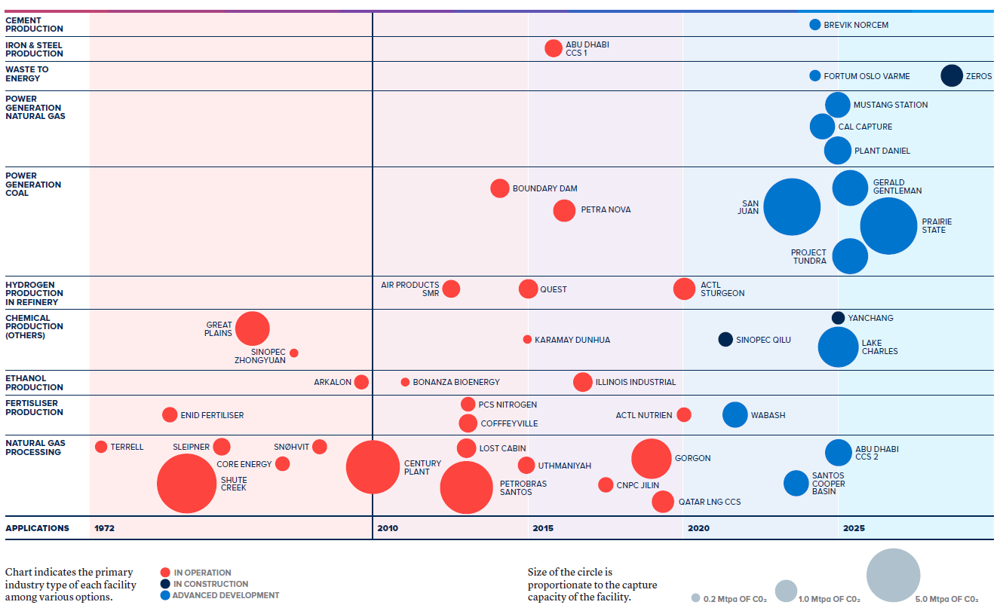 CEMENT
PRODUCTION
BREVIK NORCEM
IRON & STEEL
PRODUCTION
ABU DHABI
CCS 1
WASTE TO
ENERGY
FORTUM OSLO VARME
ZEROS
POWER
GENERATION
NATURAL GAS
MUSTANG STATION
CAL CAPTURE
PLANT DANIEL
POWER
GENERATION
COAL
BOUNDARY DAM
PETRA NOVA
SAN
JUAN
GERALD
GENTLEMAN
PRAIRIE
STATE
PROJECT
TUNDRA
HYDROGEN
PRODUCTION
IN REFINERY
AIR PRODUCTS
SMR
QUEST
ACTL
STURGEON
CHEMICAL
PRODUCTION
(OTHERS)
GREAT
PLAINS
SINOPEC
ZHONGYUAN
KARAMAY DUNHUA
SINOPEC QILU
YANCHANG
LAKE
CHARLES
ETHANOL
PRODUCTION
ARKALON
BONANZA BIOENERGY
ILLINOIS INDUSTRIAL
FERTISLISER
PRODUCTION
ENID FERTILISER
PCS NITROGEN
COFFFEYVILLE
ACTL NUTRIEN
WABASH
NATURAL GAS
PROCESSING
TERRELL
SLEIPNER
SNØHVIT
CORE ENERGY
SHUTE
CREEK
CENTURY
PLANT
LOST CABIN
PETROBRAS
SANTOS
UTHMANIYAH
CNPC JILIN
GORGON
QATAR LNG CCS
ABU DHABI
CCS 2
SANTOS
COOPER
BASIN
APPLICATIONS
1972
2010
2015
2020
2025
Chart indicates the primary
industry type of each facility
among various options.
IN OPERATION
IN CONSTRUCTION
ADVANCED DEVELOPMENT
Size of the circle is
proportionate to the capture
capacity of the facility.
0.2 Mtpa OF CO₂
1.0 Mtpa OF CO₂
5.0 Mtpa OF CO₂